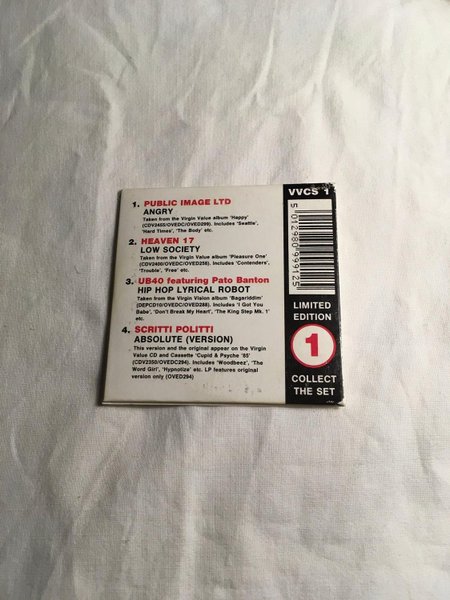 1. PUBLIC IMAGE LTD
ANGRY
Taken from the Virgin Value album 'Happy'
(CDV2455/OVEDC/OVED299). Includes 'Seattle',
'Hard Times', 'The Body' etc.
2. HEAVEN 17
LOW SOCIETY
Taken from the Virgin Value album 'Pleasure One'
(CDV2400/OVEDC/OVED258). Includes 'Contenders',
'Trouble', 'Free' etc.
3. UB40 featuring Pato Banton
HIP HOP LYRICAL ROBOT
Taken from the Virgin Vision album 'Bagariddim'
(DEPCD10/OVEDC/OVED288). Includes 'I Got You
Babe', 'Don't Break My Heart', 'The King Step Mk. 1'
etc.
4. SCRITTI POLITTI
ABSOLUTE (VERSION)
This version and the original appear on the Virgin
Value CD and Cassette 'Cupid & Psyche '85'
(CDV2350/OVEDC294). Includes 'Woodbeez', 'The
Word Girl', 'Hypnotize' etc. LP features original
version only (OVED294)
VVCS 1
5 012980 999125
LIMITED
EDITION
1
COLLECT
THE SET